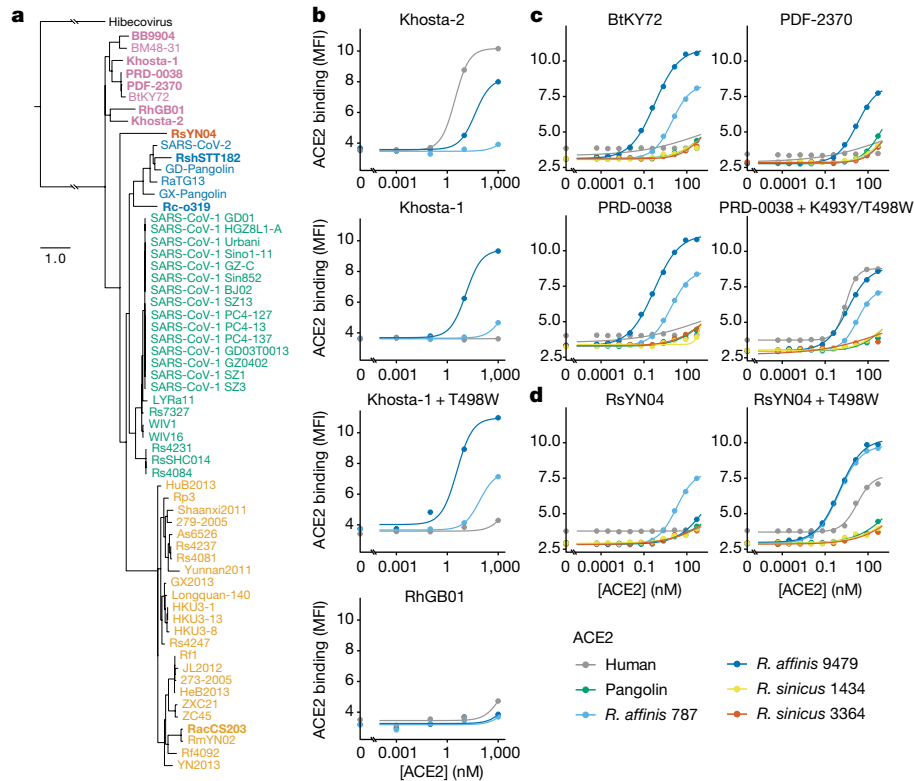 a
Hibecovirus
BB9904
BM48-31
Khosta-1
PRD-0038
PDF-2370
BtKY72
RhGB01
Khosta-2
RsYN04
SARS-CoV-2
RshSTT182
GD-Pangolin
RaTG13
GX-Pangolin
Rc-o319
SARS-CoV-1 GD01
SARS-CoV-1 HGZ8L1-A
SARS-CoV-1 Urbani
SARS-CoV-1 Sino1-11
SARS-CoV-1 GZ-C
SARS-CoV-1 Sin852
SARS-CoV-1 BJ02
SARS-CoV-1 SZ13
SARS-CoV-1 PC4-127
SARS-CoV-1 PC4-13
SARS-CoV-1 PC4-137
SARS-CoV-1 GD03T0013
SARS-CoV-1 GZ0402
SARS-CoV-1 SZ1
SARS-CoV-1 SZ3
LYRa11
Rs7327
WIV1
WIV16
Rs4231
RsSHC014
Rs4084
HuB2013
Rp3
Shaanxi2011
279-2005
As6526
Rs4237
Rs4081
Yunnan2011
GX2013
Longquan-140
HKU3-1
HKU3-13
HKU3-8
Rs4247
Rf1
JL2012
273-2005
HeB2013
ZXC21
ZC45
RacCS203
RmYN02
Rf4092
YN2013
1.0
b
Khosta-2
ACE2 binding (MFI)
10
8
6
4
0 0.001 1 1,000
Khosta-1
ACE2 binding (MFI)
10
8
6
4
0 0.001 1 1,000
Khosta-1 + T498W
ACE2 binding (MFI)
10
8
6
4
0 0.001 1 1,000
RhGB01
ACE2 binding (MFI)
10
8
6
4
0 0.001 1 1,000
[ACE2] (nM)
c
BtKY72
10.0
7.5
5.0
2.5
0 0.0001 0.1 100
PDF-2370
10.0
7.5
5.0
2.5
0 0.0001 0.1 100
PRD-0038
10.0
7.5
5.0
2.5
0 0.0001 0.1 100
PRD-0038 + K493Y/T498W
10.0
7.5
5.0
2.5
0 0.0001 0.1 100
d
RsYN04
10.0
7.5
5.0
2.5
0 0.0001 0.1 100
[ACE2] (nM)
RsYN04 + T498W
10.0
7.5
5.0
2.5
0 0.0001 0.1 100
[ACE2] (nM)
ACE2
Human
Pangolin
R. affinis 787
R. affinis 9479
R. sinicus 1434
R. sinicus 3364